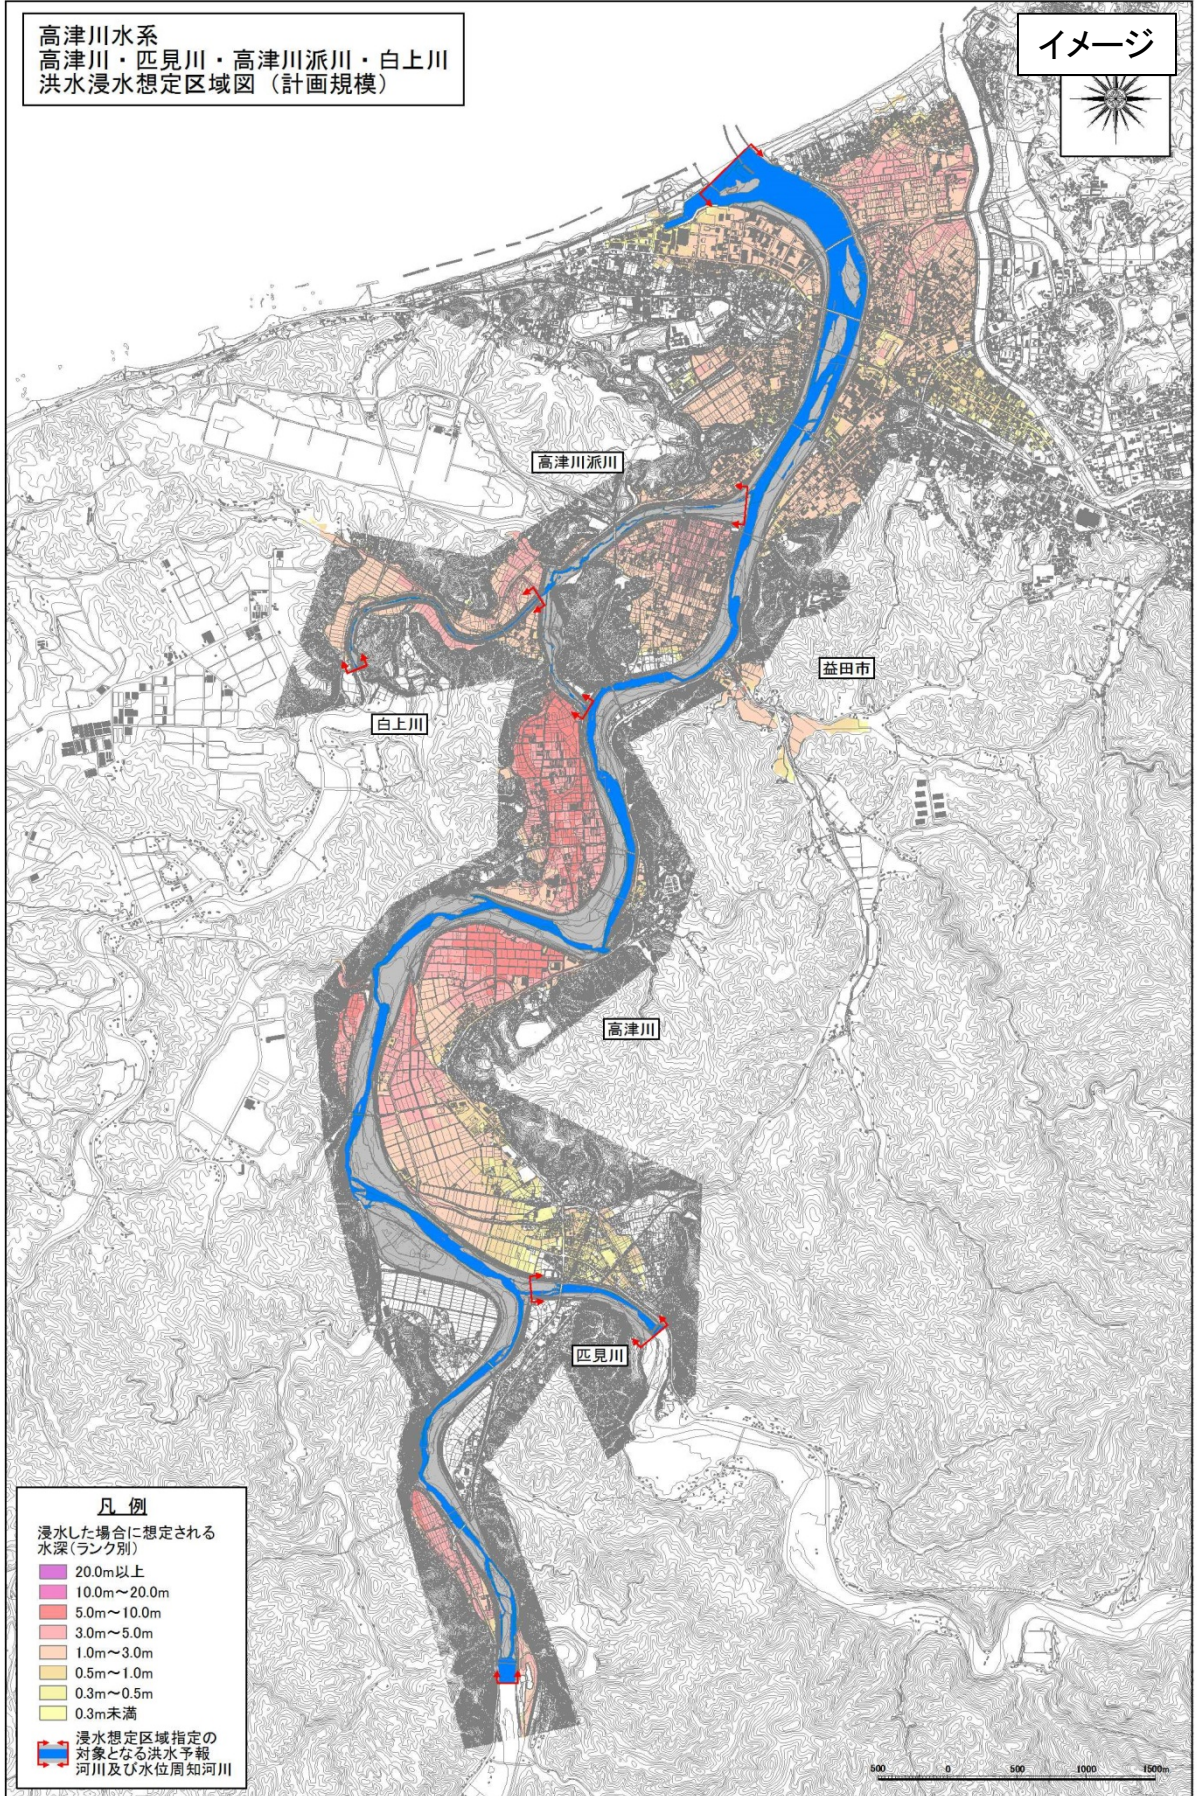 高津川水系
高津川・匹見川・高津川派川・白上川
洪水浸水想定区域図（計画規模）
イメージ
高津川派川
益田市
白上川
高津川
匹見川
凡 例
浸水した場合に想定される
水深(ランク別)
20.0m以上
10.0m～20.0m
5.0m～10.0m
3.0m～5.0m
1.0m～3.0m
0.5m～1.0m
0.3m～0.5m
0.3m未満
浸水想定区域指定の
対象となる洪水予報
河川及び水位周知河川
500 0 500 1000 1500m